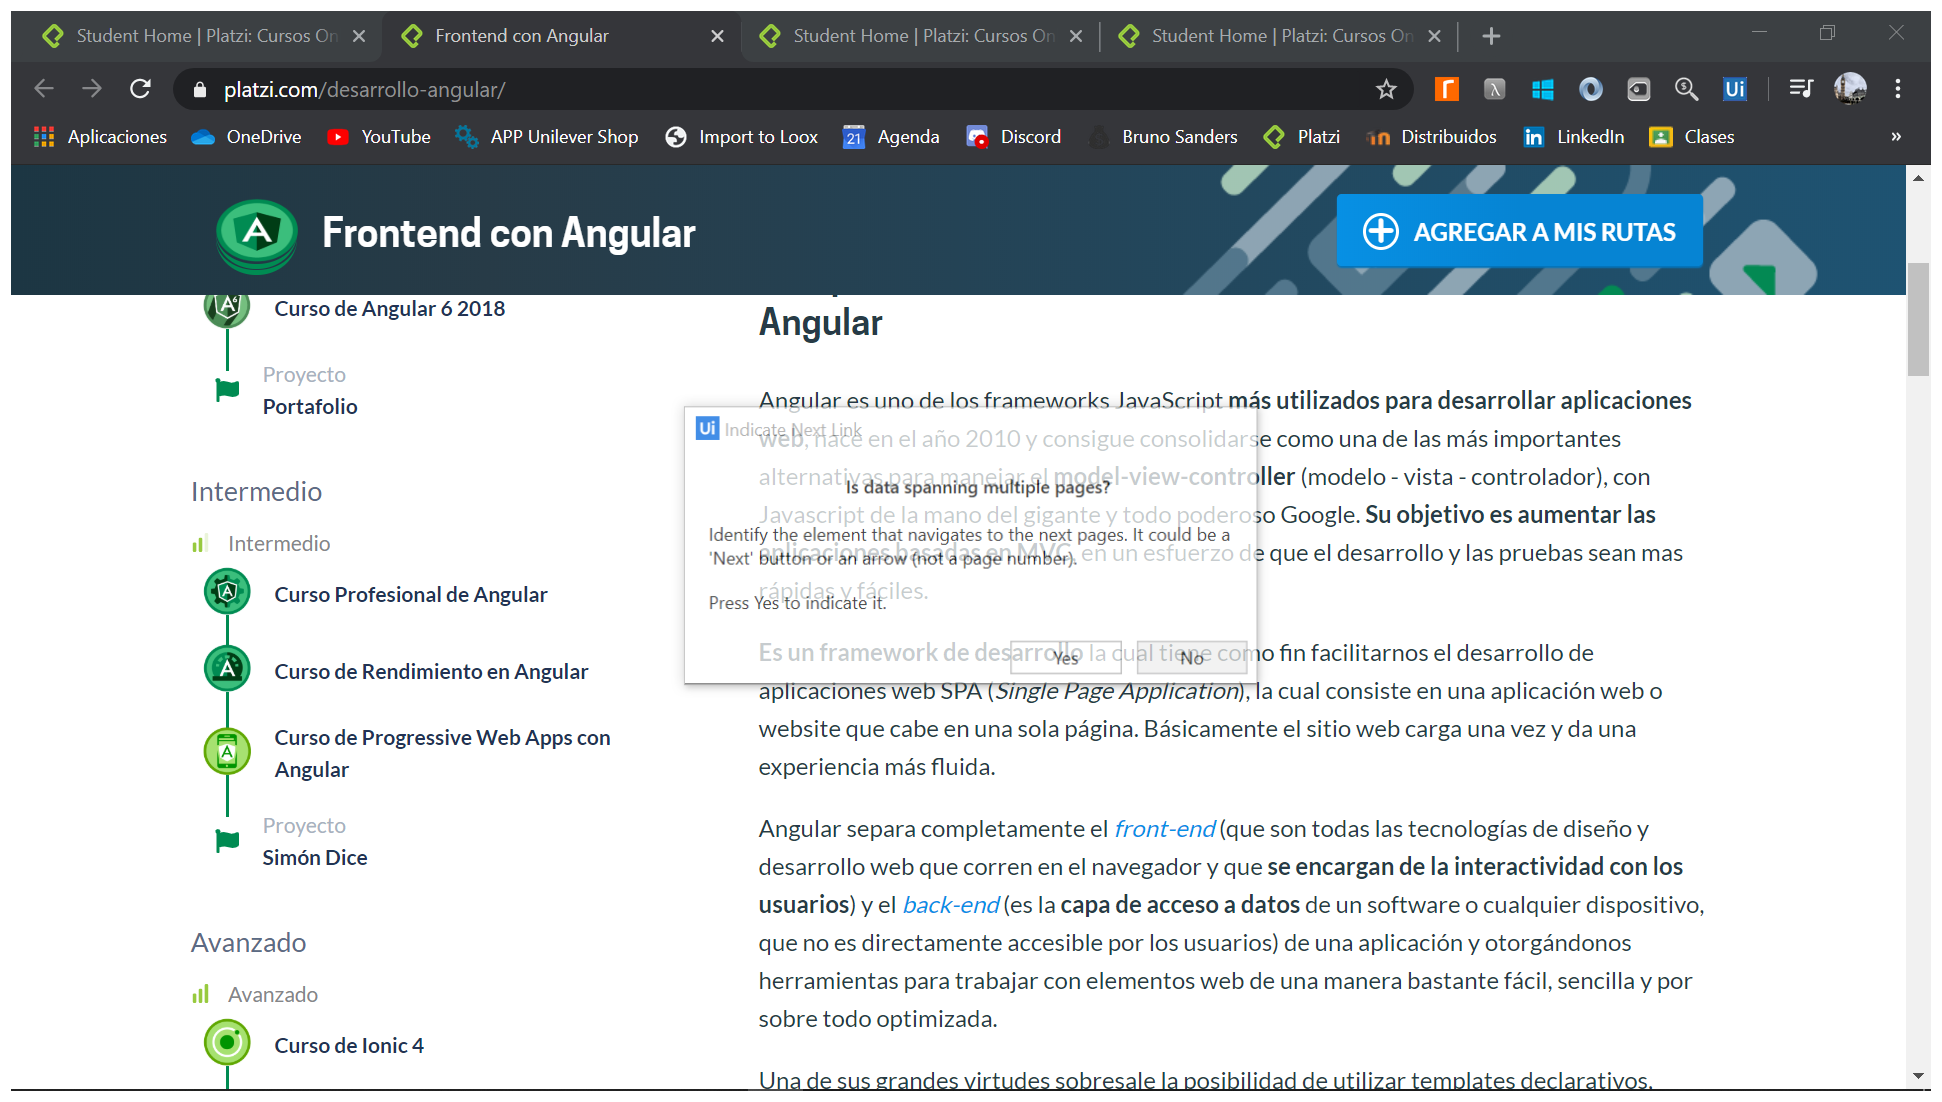 Student Home | Platzi: Cursos On
Frontend con Angular
Student Home | Platzi: Cursos On
Student Home | Platzi: Cursos On
platzi.com/desarrollo-angular/
Ui
Aplicaciones
OneDrive
YouTube
APP Unilever Shop
Import to Loox
21
Agenda
Discord
Bruno Sanders
Platzi
Distribuidos
LinkedIn
Clases
»
Frontend con Angular
AGREGAR A MIS RUTAS
Curso de Angular 6 2018
Proyecto
Portafolio
Intermedio
Intermedio
Curso Profesional de Angular
Curso de Rendimiento en Angular
Curso de Progressive Web Apps con
Angular
Proyecto
Simón Dice
Avanzado
Avanzado
Curso de Ionic 4
Angular
Angular es uno de los frameworks JavaScript más utilizados para desarrollar aplicaciones
web, nace en el año 2010 y consigue consolidarse como una de las más importantes
alternativas para manejar el model-view-controller (modelo - vista - controlador), con
Javascript de la mano del gigante y todo poderoso Google. Su objetivo es aumentar las
aplicaciones basadas en MVC, en un esfuerzo de que el desarrollo y las pruebas sean mas
rápidas y fáciles.
Es un framework de desarrollo la cual tiene como fin facilitarnos el desarrollo de
aplicaciones web SPA (Single Page Application), la cual consiste en una aplicación web o
website que cabe en una sola página. Básicamente el sitio web carga una vez y da una
experiencia más fluida.
Angular separa completamente el front-end (que son todas las tecnologías de diseño y
desarrollo web que corren en el navegador y que se encargan de la interactividad con los
usuarios) y el back-end (es la capa de acceso a datos de un software o cualquier dispositivo,
que no es directamente accesible por los usuarios) de una aplicación y otorgándonos
herramientas para trabajar con elementos web de una manera bastante fácil, sencilla y por
sobre todo optimizada.
Una de sus grandes virtudes sobresale la posibilidad de utilizar templates declarativos,
Ui Indicate Next Link
Is data spanning multiple pages?
Identify the element that navigates to the next pages. It could be a
'Next' button or an arrow (not a page number).
Press Yes to indicate it.
Yes
No